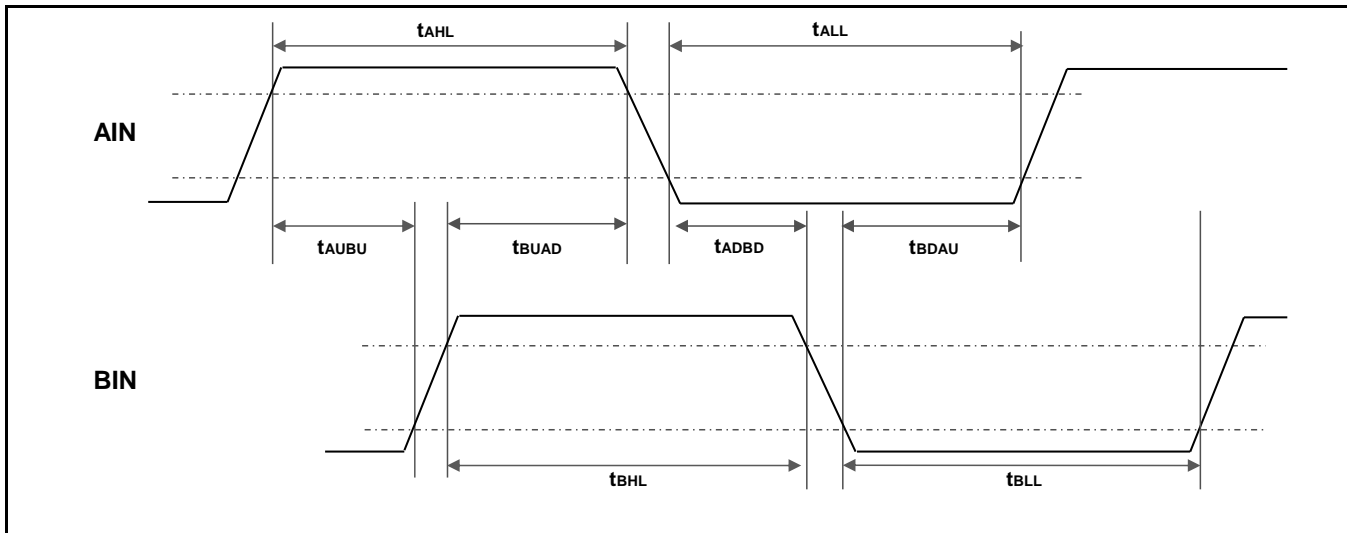 tAHL
tALL
AIN
tAUBU
tBUAD
tADBD
tBDAU
BIN
tBHL
tBLL